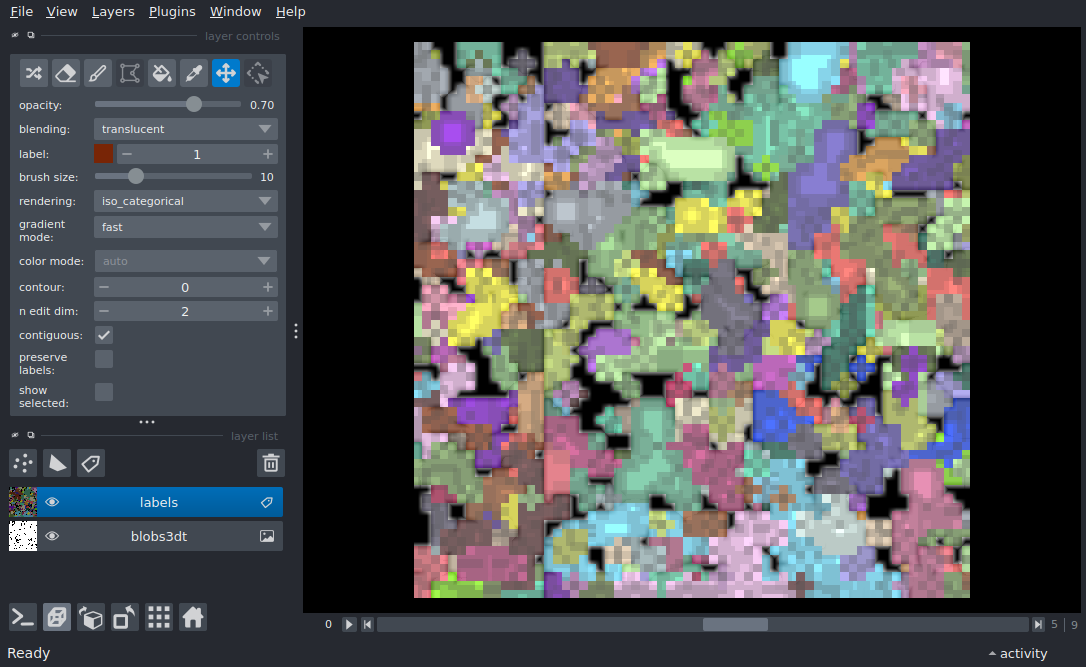 File View Layers Plugins Window Help
layer controls
opacity: 0.70
blending: translucent
label: 1
brush size: 10
rendering: iso_categorical
gradient
mode: fast
color mode: auto
contour: 0
n edit dim: 2
contiguous:
preserve
labels:
show
selected:
layer list
labels
blobs3dt
0 5 | 9
Ready activity